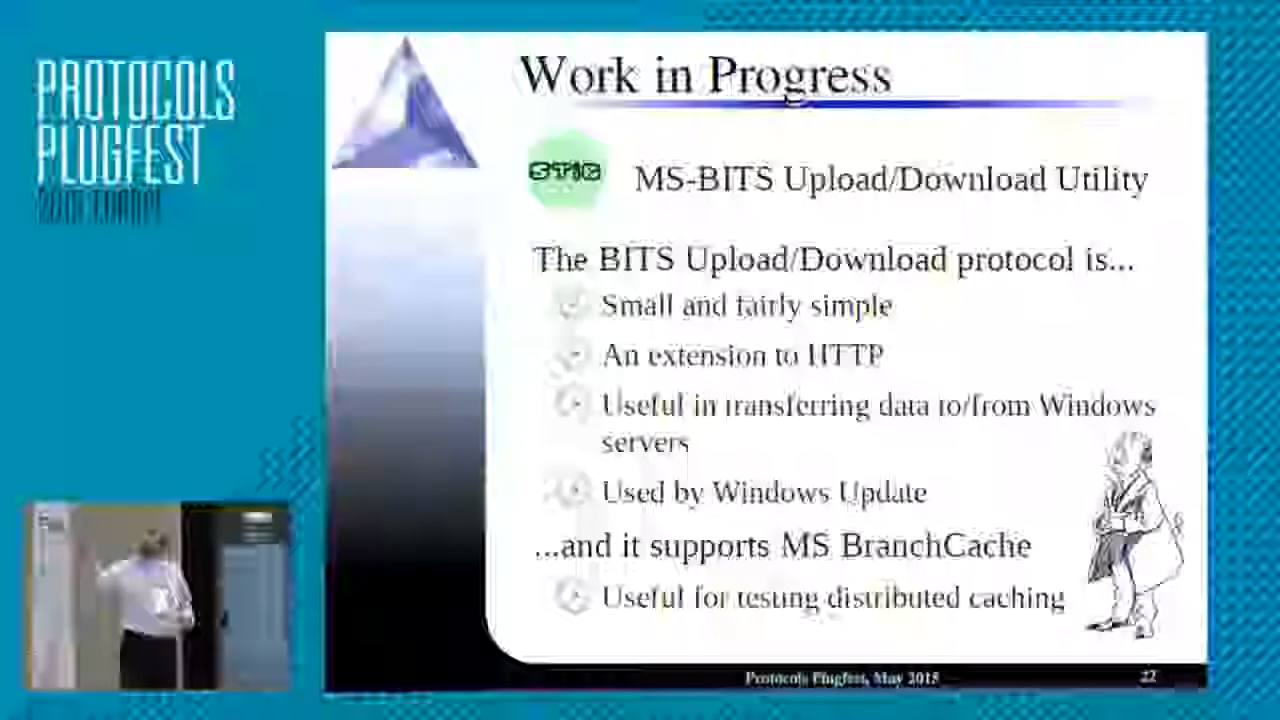 PROTOCOLS
PLUGFEST
Work in Progress
MS-BITS Upload/Download Utility
The BITS Upload/Download protocol is...
Small and fairly simple
An extension to HTTP
Useful in transferring data to/from Windows
servers
Used by Windows Update
...and it supports MS BranchCache
Useful for testing distributed caching
Protocols Plugfest, May 2015
22